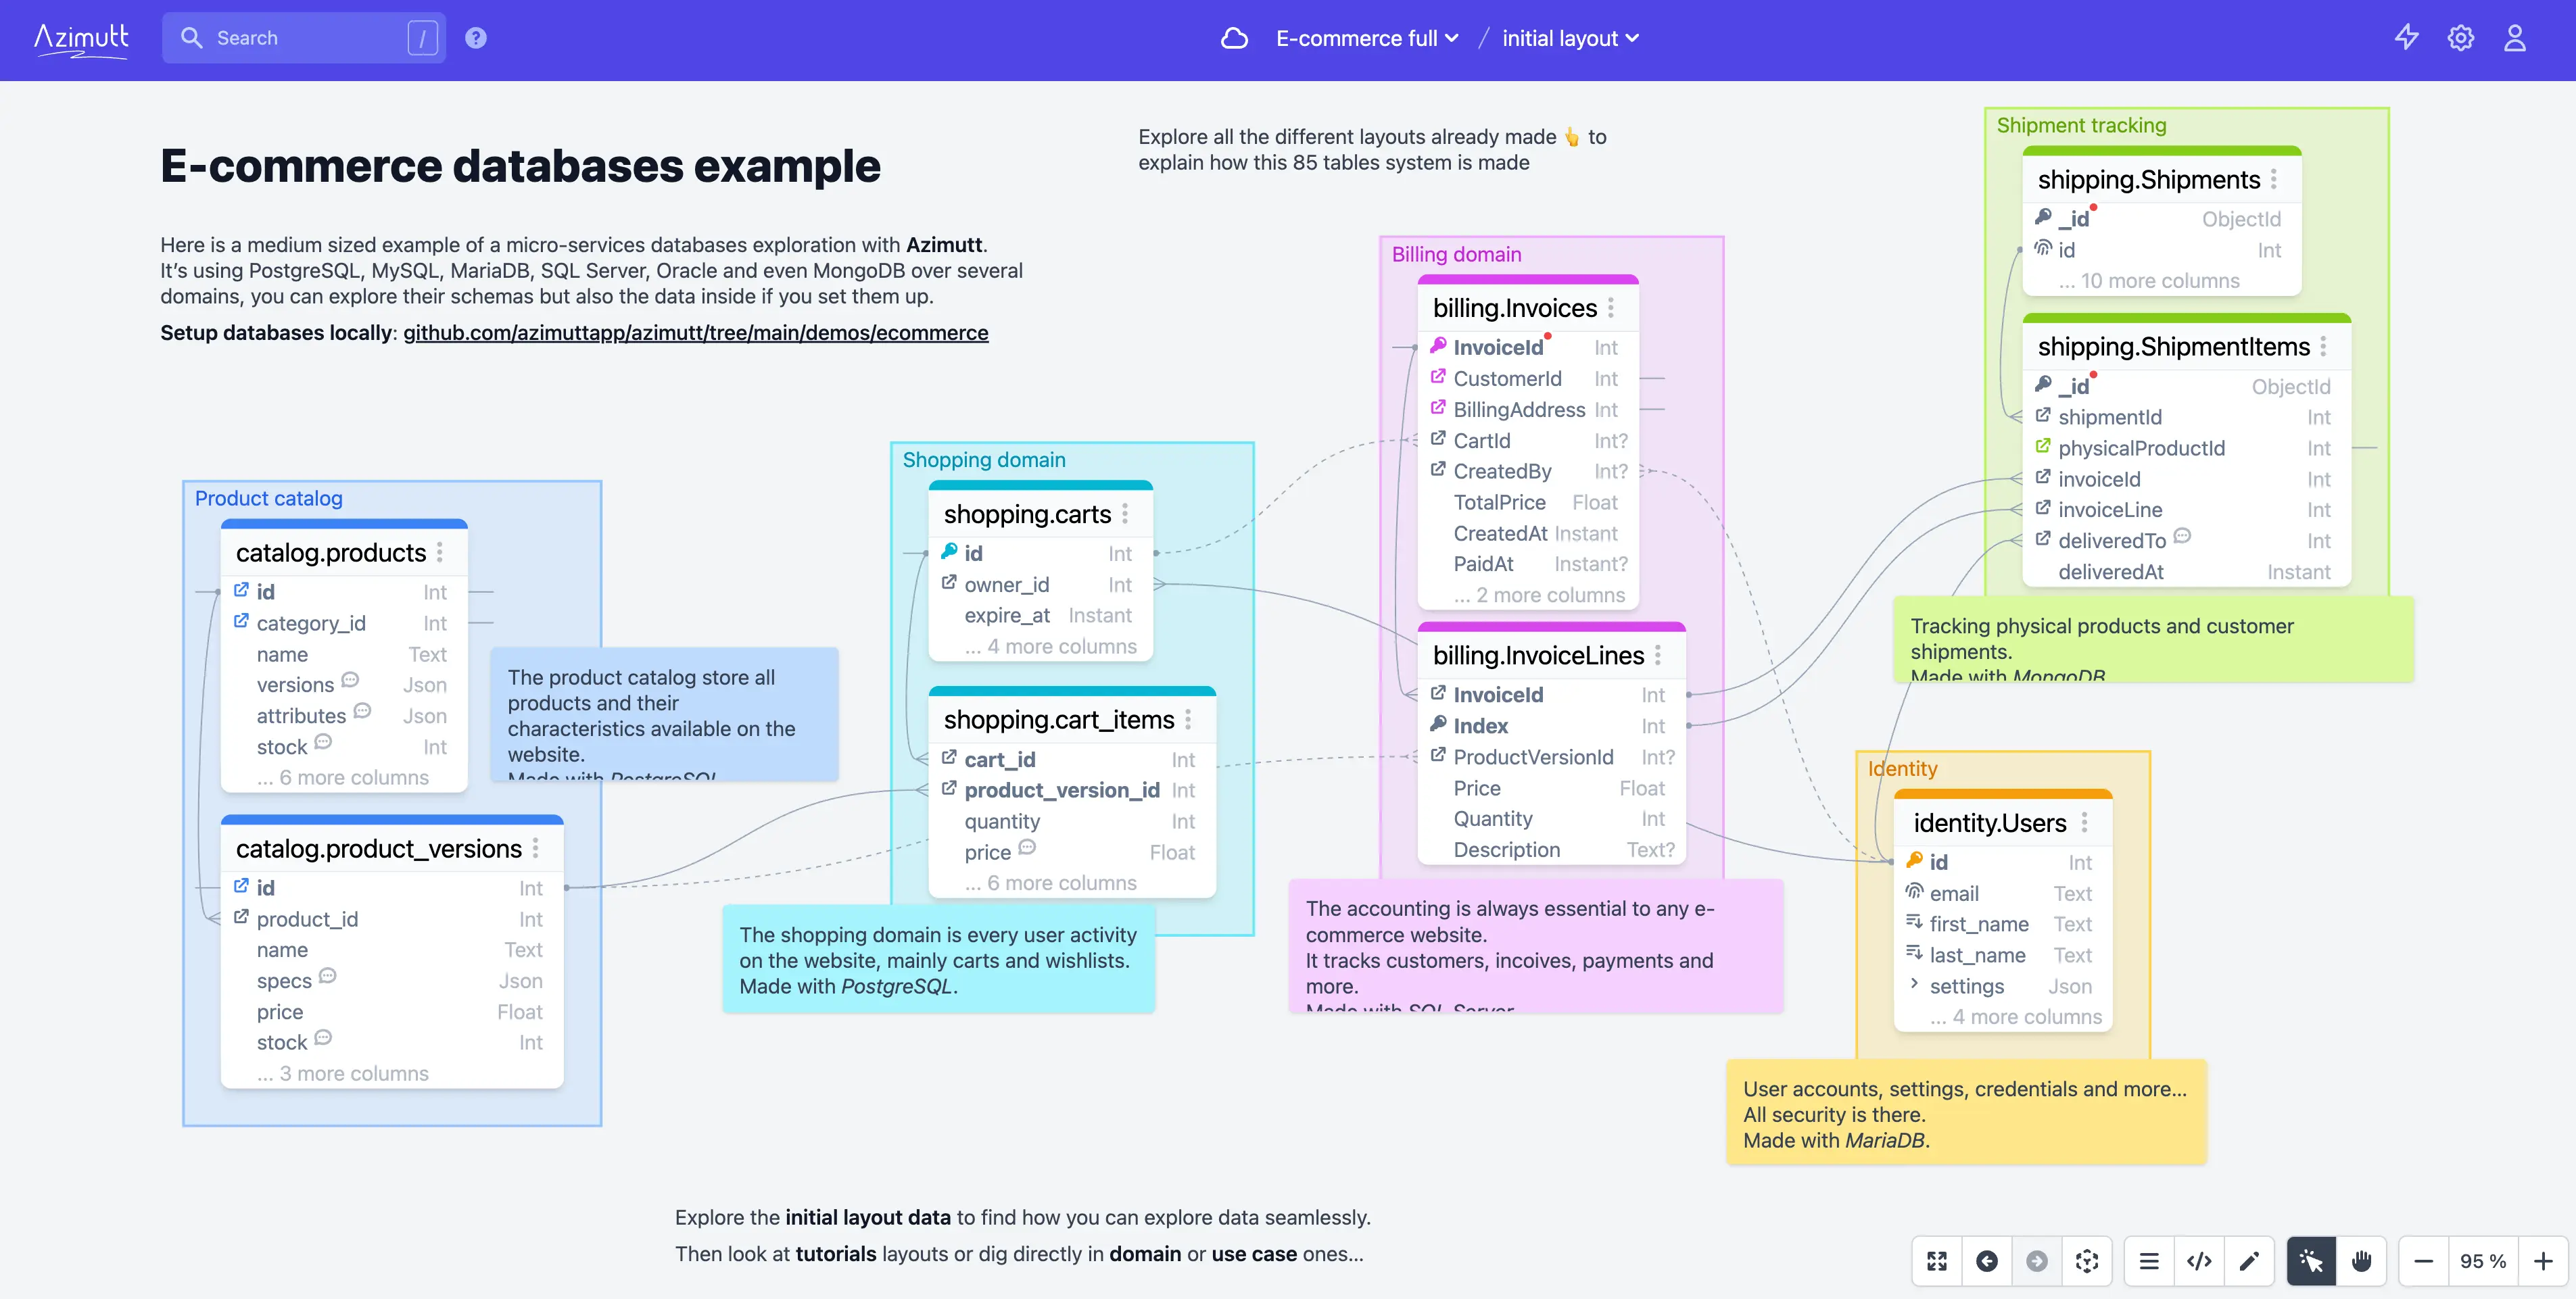 Azimutt
Search
/
?
E-commerce full
/
initial layout
E-commerce databases example
Explore all the different layouts already made 👆 to
explain how this 85 tables system is made
Here is a medium sized example of a micro-services databases exploration with Azimutt.
It's using PostgreSQL, MySQL, MariaDB, SQL Server, Oracle and even MongoDB over several
domains, you can explore their schemas but also the data inside if you set them up.
Setup databases locally: github.com/azimuttapp/azimutt/tree/main/demos/ecommerce
Product catalog
catalog.products
id Int
category_id Int
name Text
versions Json
attributes Json
stock Int
... 6 more columns
The product catalog store all
products and their
characteristics available on the
website.
Made with PostgreSQL
catalog.product_versions
id Int
product_id Int
name Text
specs Json
price Float
stock Int
... 3 more columns
Shopping domain
shopping.carts
id Int
owner_id Int
expire_at Instant
... 4 more columns
shopping.cart_items
cart_id Int
product_version_id Int
quantity Int
price Float
... 6 more columns
The shopping domain is every user activity
on the website, mainly carts and wishlists.
Made with PostgreSQL.
Billing domain
billing.Invoices
InvoiceId Int
CustomerId Int
BillingAddress Int
CartId Int?
CreatedBy Int?
TotalPrice Float
CreatedAt Instant
PaidAt Instant?
... 2 more columns
billing.InvoiceLines
InvoiceId Int
Index Int
ProductVersionId Int?
Price Float
Quantity Int
Description Text?
The accounting is always essential to any e-
commerce website.
It tracks customers, incoives, payments and
more.
Made with SQL Server
Shipment tracking
shipping.Shipments
_id ObjectId
id Int
... 10 more columns
shipping.ShipmentItems
_id ObjectId
shipmentId Int
physicalProductId Int
invoiceId Int
invoiceLine Int
deliveredTo Int
deliveredAt Instant
Tracking physical products and customer
shipments.
Made with MongoDB
Identity
identity.Users
id Int
email Text
first_name Text
last_name Text
settings Json
... 4 more columns
User accounts, settings, credentials and more...
All security is there.
Made with MariaDB.
Explore the initial layout data to find how you can explore data seamlessly.
Then look at tutorials layouts or dig directly in domain or use case ones...
95 %